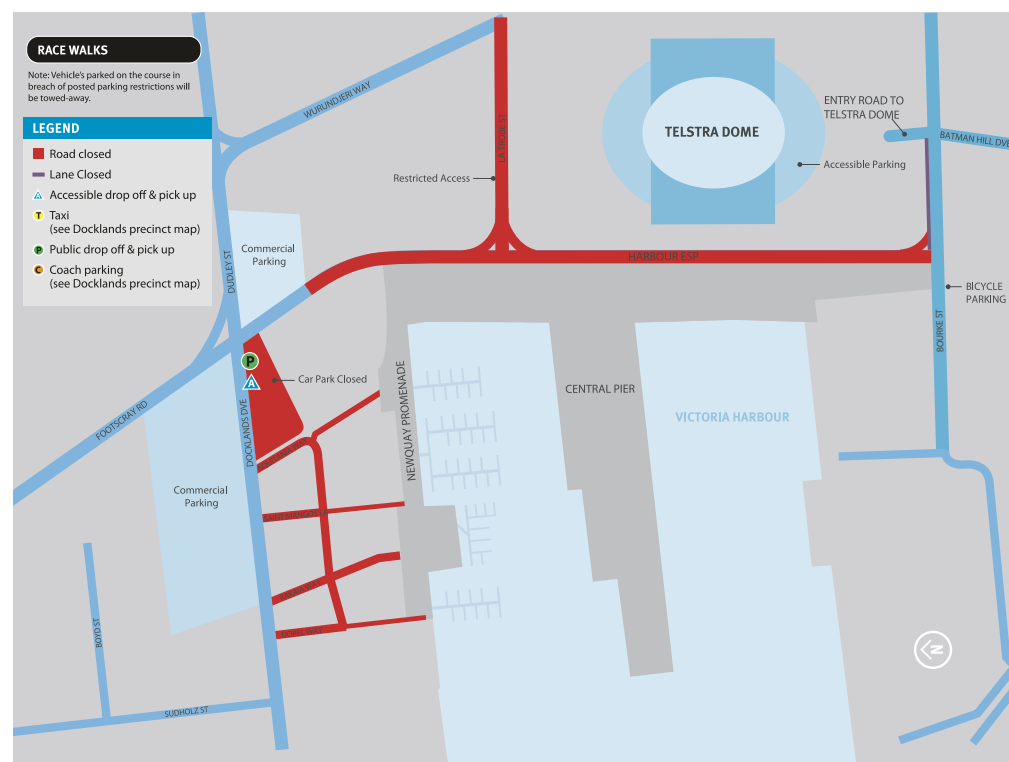 RACE WALKS
Note: Vehicle's parked on the course in
breach of posted parking restrictions will
be towed-away.
LEGEND
Road closed
Lane Closed
A
Accessible drop off & pick up
T
Taxi
(see Docklands precinct map)
P
Public drop off & pick up
C
Coach parking
(see Docklands precinct map)
WURUNDJERI WAY
LA TROBE ST
Restricted Access
TELSTRA DOME
ENTRY ROAD TO
TELSTRA DOME
BATMAN HILL DVE
Accessible Parking
Commercial
Parking
DUDLEY ST
HARBOUR ESP
BICYCLE
PARKING
BOURKE ST
P
A
Car Park Closed
NEWQUAY PROMENADE
CENTRAL PIER
VICTORIA HARBOUR
FOOTSCRAY RD
DOCKLANDS DVE
Commercial
Parking
BOYD ST
SUDHOLZ ST
N